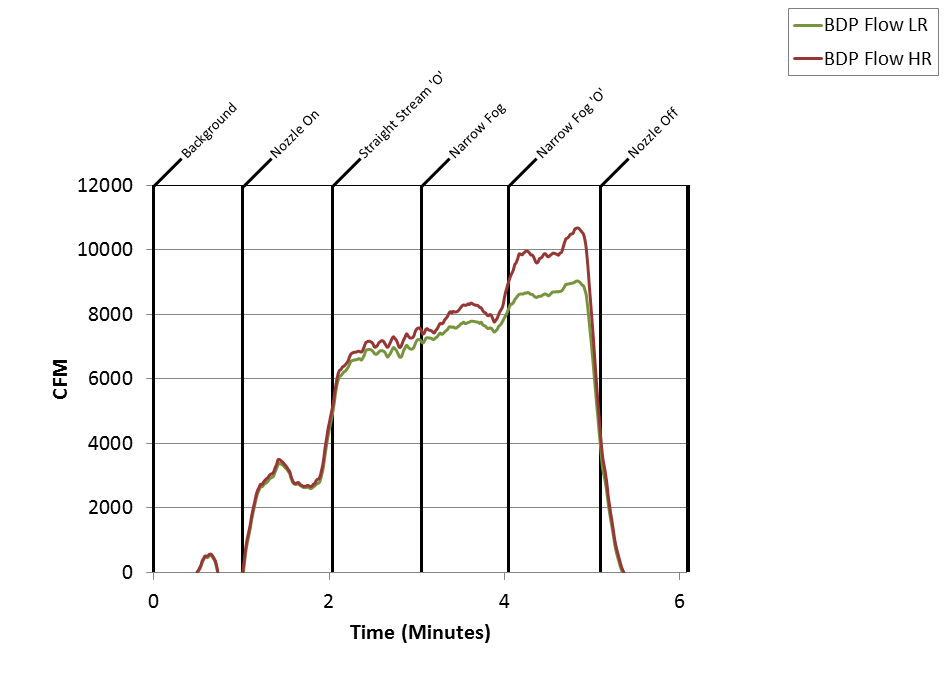 BDP Flow LR
BDP Flow HR
Background
Nozzle On
Straight Stream 'O'
Narrow Fog
Narrow Fog 'O'
Nozzle Off
12000
10000
8000
6000
4000
2000
0
CFM
0 2 4 6
Time (Minutes)